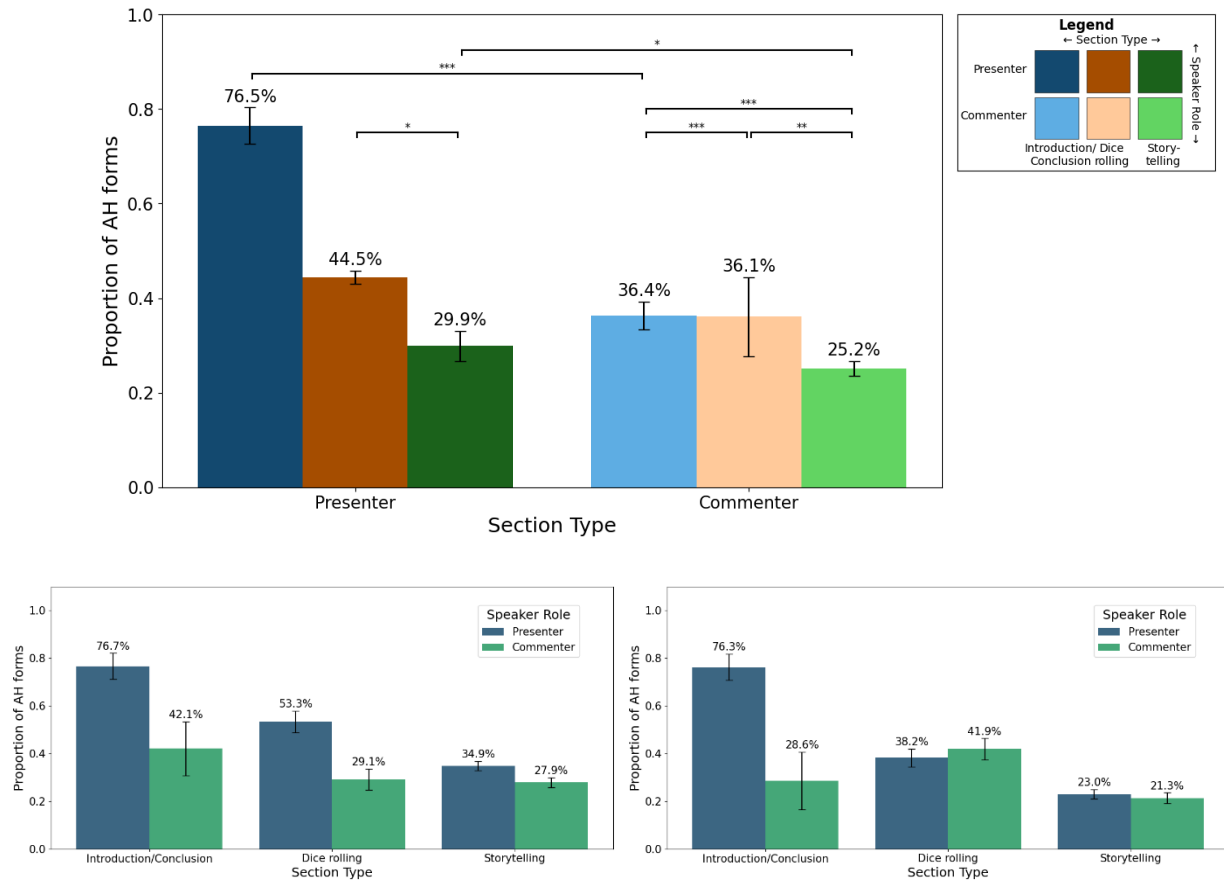 1.0
0.8
0.6
0.4
0.2
0.0
Proportion of AH forms
76.5%
44.5%
29.9%
36.4%
36.1%
25.2%
***
*
*
***
***
**
Presenter
Commenter
Section Type
Legend
← Section Type →
Presenter
Commenter
← Speaker Role →
Introduction/ Dice Story-
Conclusion rolling telling
1.0
0.8
0.6
0.4
0.2
0.0
Proportion of AH forms
Speaker Role
Presenter
Commenter
76.7%
42.1%
53.3%
29.1%
34.9%
27.9%
Introduction/Conclusion
Dice rolling
Storytelling
Section Type
1.0
0.8
0.6
0.4
0.2
0.0
Proportion of AH forms
Speaker Role
Presenter
Commenter
76.3%
28.6%
38.2%
41.9%
23.0%
21.3%
Introduction/Conclusion
Dice rolling
Storytelling
Section Type